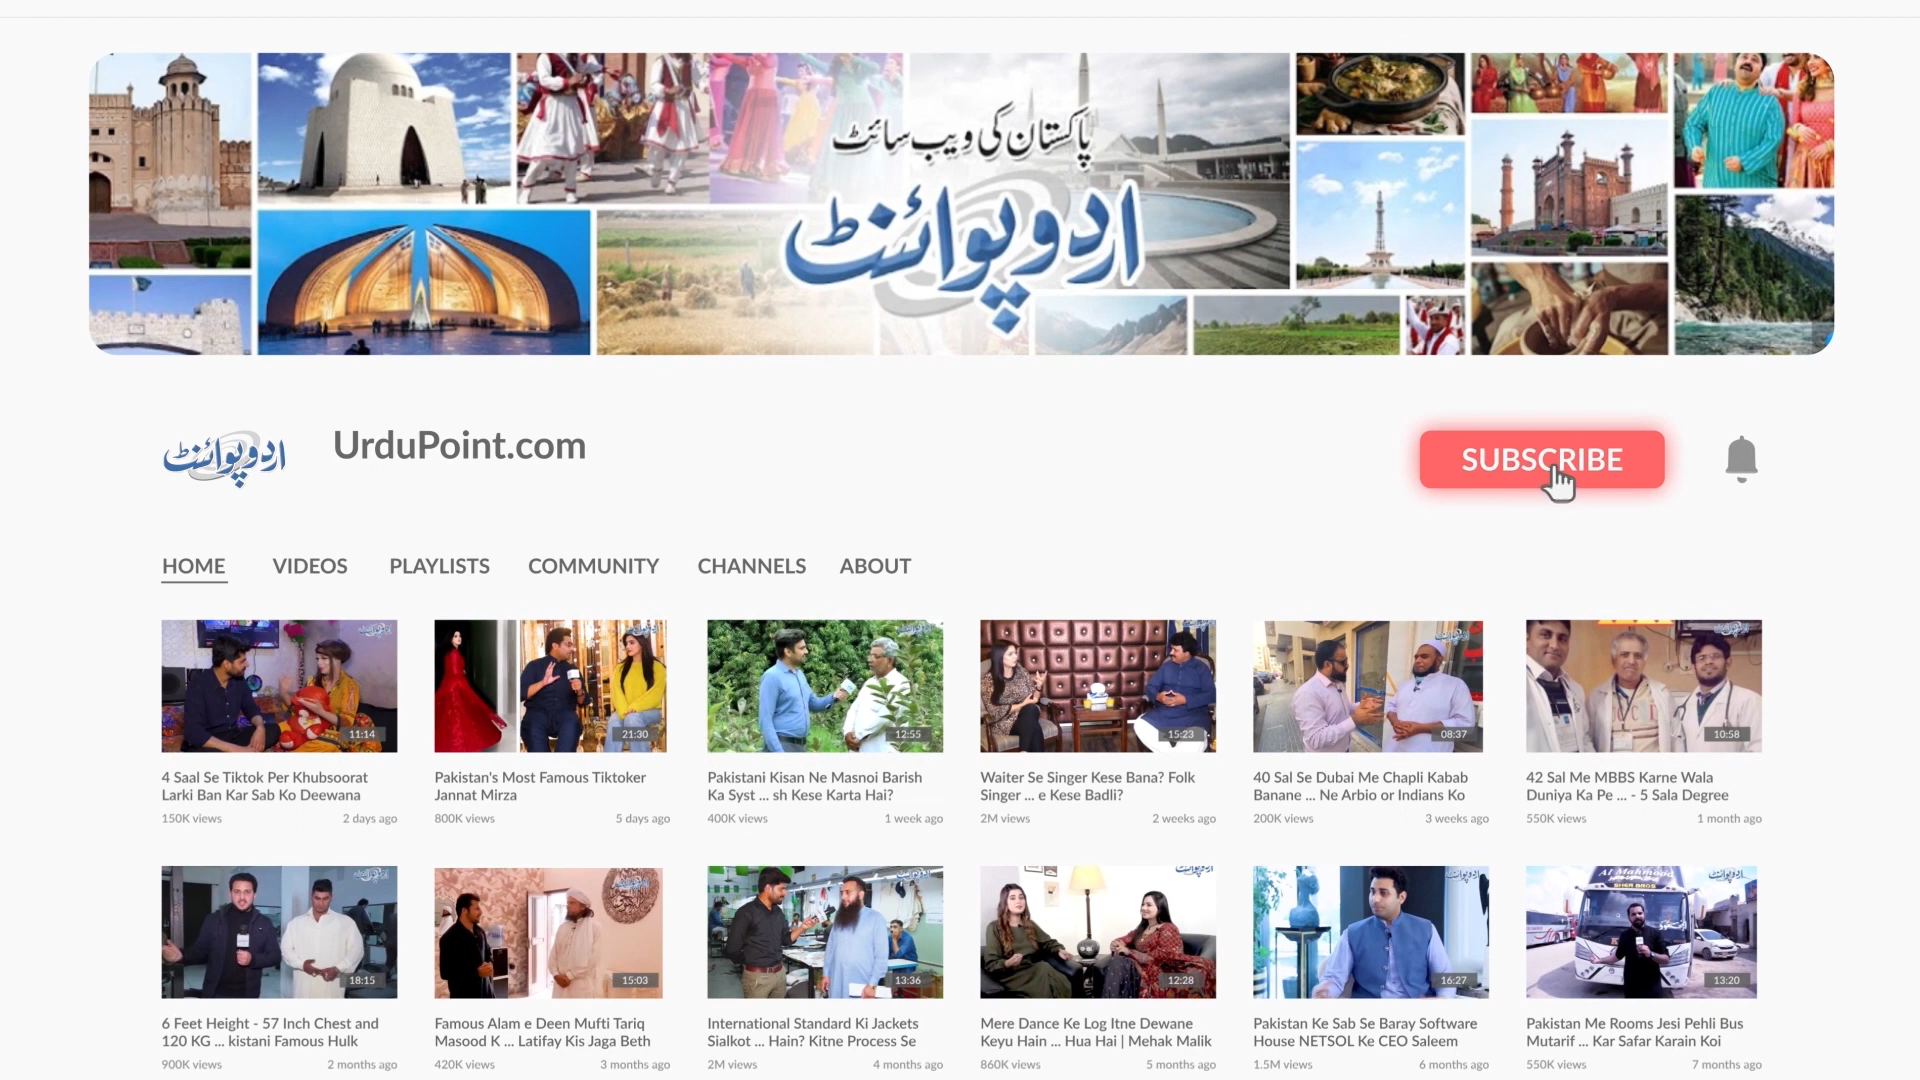 پاکستان کی ویب سائٹ
اردو پوائنٹ
اردو پوائنٹ
UrduPoint.com
SUBSCRIBE
HOME VIDEOS PLAYLISTS COMMUNITY CHANNELS ABOUT
11:14
21:30
12:55
15:23
08:37
10:58
4 Saal Se Tiktok Per Khubsoorat
Larki Ban Kar Sab Ko Deewana
150K views 2 days ago
Pakistan's Most Famous Tiktoker
Jannat Mirza
800K views 5 days ago
Pakistani Kisan Ne Masnoi Barish
Ka Syst ... sh Kese Karta Hai?
400K views 1 week ago
Waiter Se Singer Kese Bana? Folk
Singer ... e Kese Badli?
2M views 2 weeks ago
40 Sal Se Dubai Me Chapli Kabab
Banane ... Ne Arbio or Indians Ko
200K views 3 weeks ago
42 Sal Me MBBS Karne Wala
Duniya Ka Pe ... - 5 Sala Degree
550K views 1 month ago
18:15
15:03
13:36
12:28
16:27
Al Mahmood
SHER BROS
13:20
6 Feet Height - 57 Inch Chest and
120 KG ... kistani Famous Hulk
900K views 2 months ago
Famous Alam e Deen Mufti Tariq
Masood K ... Latifay Kis Jaga Beth
420K views 3 months ago
International Standard Ki Jackets
Sialkot ... Hain? Kitne Process Se
2M views 4 months ago
Mere Dance Ke Log Itne Dewane
Keyu Hain ... Hua Hai | Mehak Malik
860K views 5 months ago
Pakistan Ke Sab Se Baray Software
House NETSOL Ke CEO Saleem
1.5M views 6 months ago
Pakistan Me Rooms Jesi Pehli Bus
Mutarif ... Kar Safar Karain Koi
550K views 7 months ago